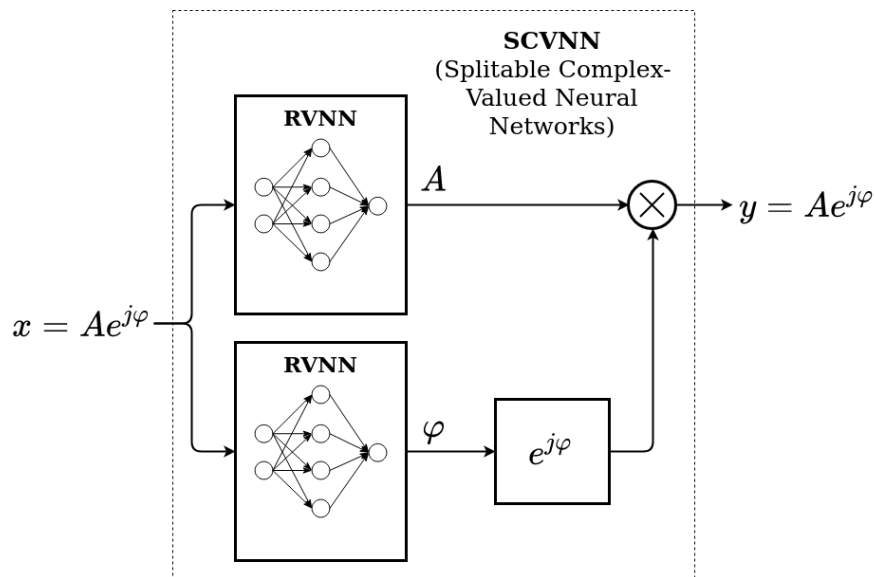 SCVNN
(Splitable Complex-
Valued Neural
Networks)
RVNN
A
y = Ae^{jφ}
x = Ae^{jφ}
RVNN
φ
e^{jφ}